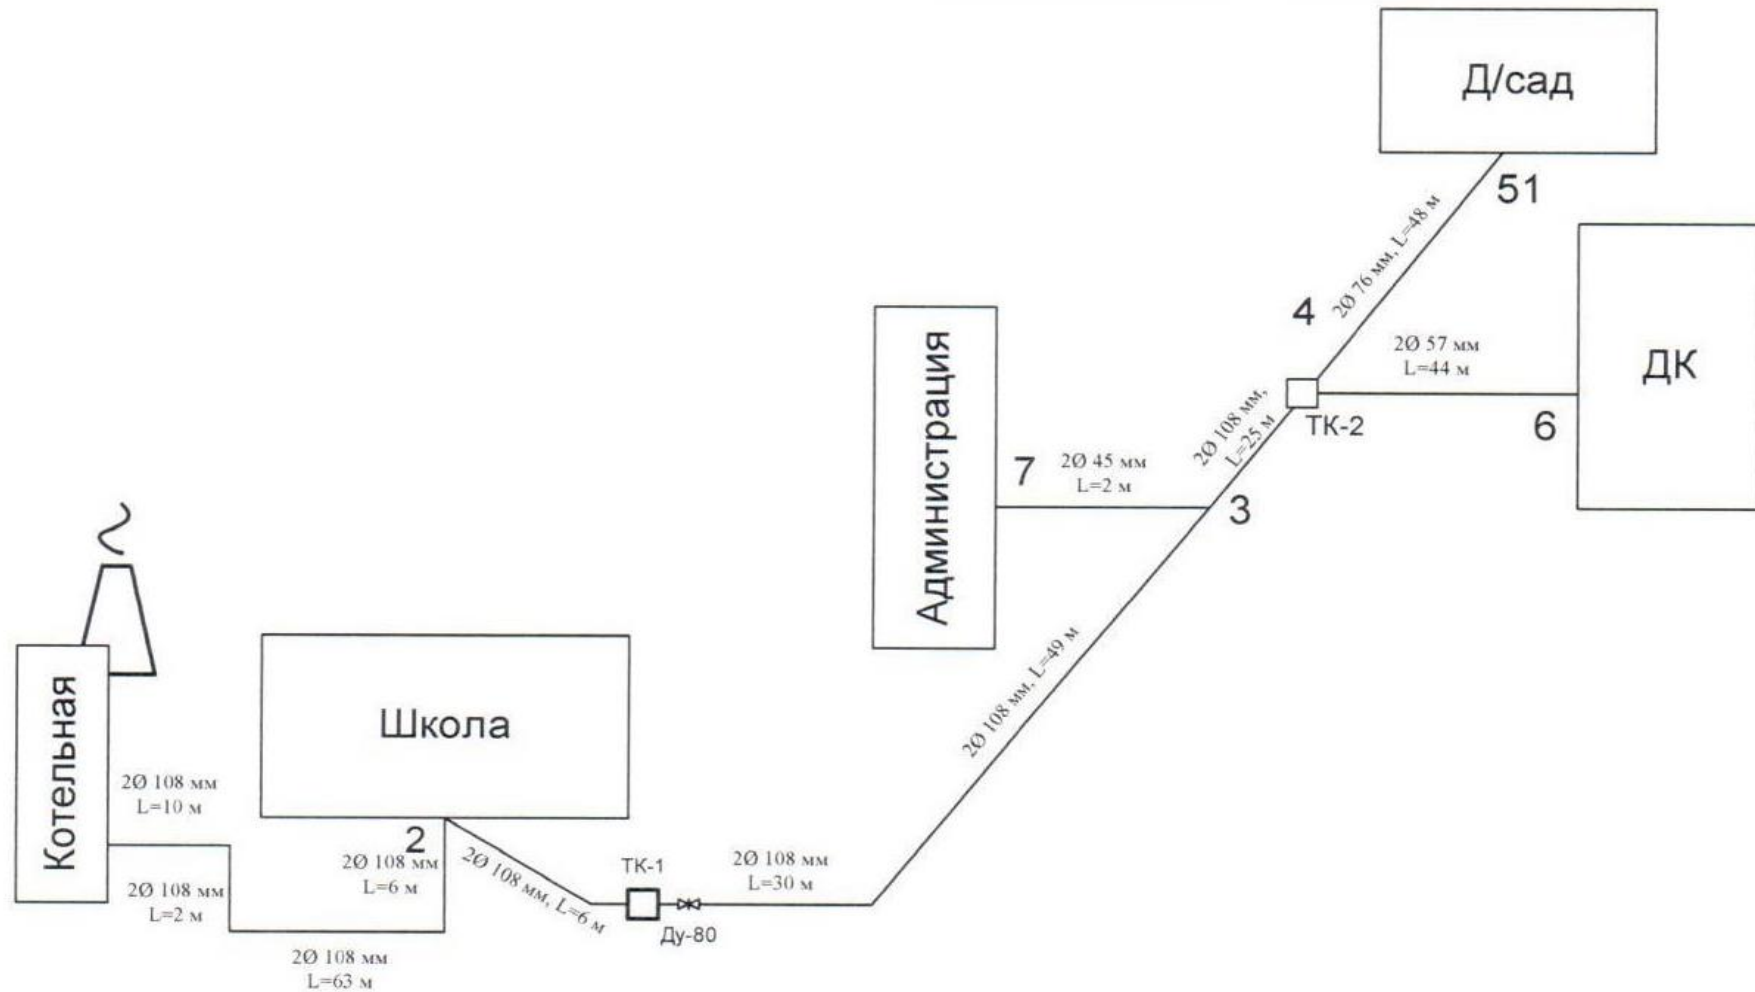 Д/сад
51
2Ø 76 мм, L=48 м
4
2Ø 57 мм
L=44 м
ДК
ТК-2
6
2Ø 108 мм,
L=25 м
Администрация
7
2Ø 45 мм
L=2 м
3
2Ø 108 мм, L=49 м
Котельная
Школа
2Ø 108 мм
L=10 м
2
2Ø 108 мм
L=6 м
2Ø 108 мм, L=6 м
ТК-1
2Ø 108 мм
L=30 м
Ду-80
2Ø 108 мм
L=2 м
2Ø 108 мм
L=63 м